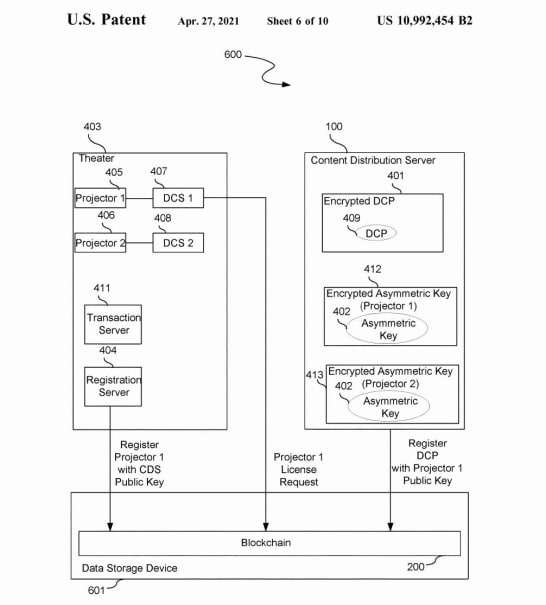 U.S. Patent Apr. 27, 2021 Sheet 6 of 10 US 10,992,454 B2
600
403
Theater
405
407
Projector 1
DCS 1
406
408
Projector 2
DCS 2
411
Transaction
Server
404
Registration
Server
100
Content Distribution Server
401
Encrypted DCP
409
DCP
412
Encrypted Asymmetric Key
(Projector 1)
402
Asymmetric
Key
413
Encrypted Asymmetric Key
(Projector 2)
402
Asymmetric
Key
Register
Projector 1
with CDS
Public Key
Projector 1
License
Request
Register
DCP
with Projector 1
Public Key
Blockchain
200
Data Storage Device
601